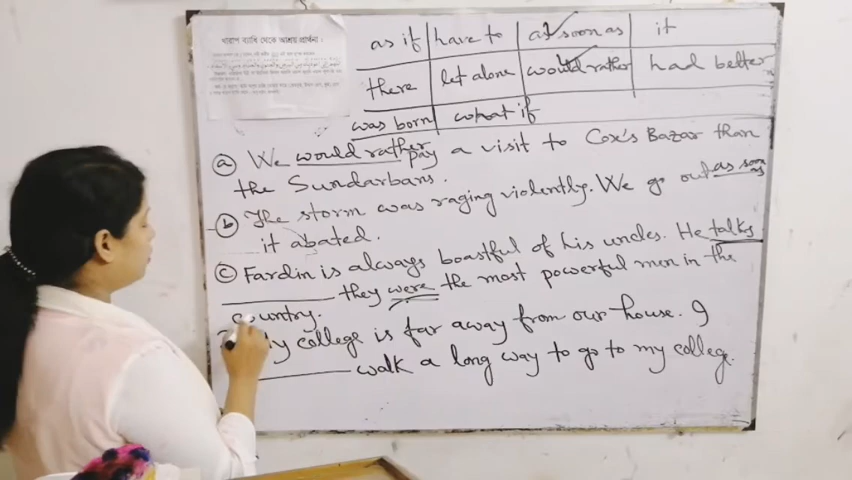 খারাপ ব্যাধি থেকে আশ্রয় প্রার্থনা।
as if | have to | as soon as | it
there | let alone | would rather | had better
was born | what if
(a) We would rather pay a visit to Cox's Bazar than
the Sundarbans.
(b) The storm was raging violently. We go out as soon as
it abated.
(c) Fardin is always boastful of his uncles. He talks
________ they were the most powerful men in the
country.
My college is far away from our house. I
________ walk a long way to go to my college.